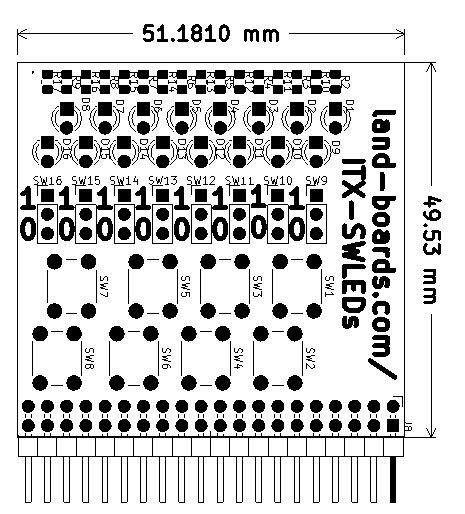 51.1810 mm
R2
D8 D7 D6 D5 D4 D3 D2 D1
D16 D15 D14 D13 D12 D11 D10 D9
SW16 SW15 SW14 SW13 SW12 SW11 SW10 SW9
1 1 1 1 1 1 1 1
0 0 0 0 0 0 0 0
SW7 SW5 SW3 SW1
SW8 SW6 SW4 SW2
J8
land-boards.com/
ITX-SWLEDs
49.53 mm